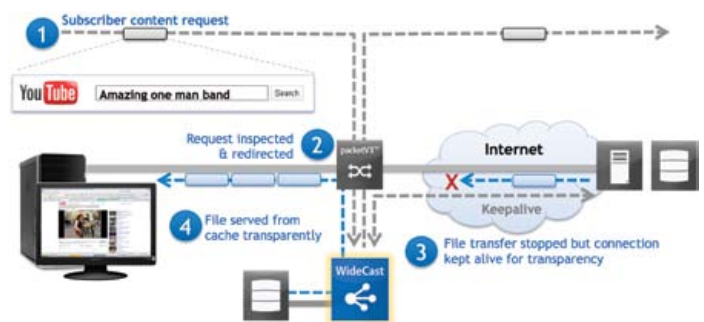 1
Subscriber content request
YouTube
Amazing one man band
Search
Request inspected
& redirected
2
packetVI™
Internet
X
Keepalive
4
File served from
cache transparently
3
File transfer stopped but connection
kept alive for transparency
WideCast